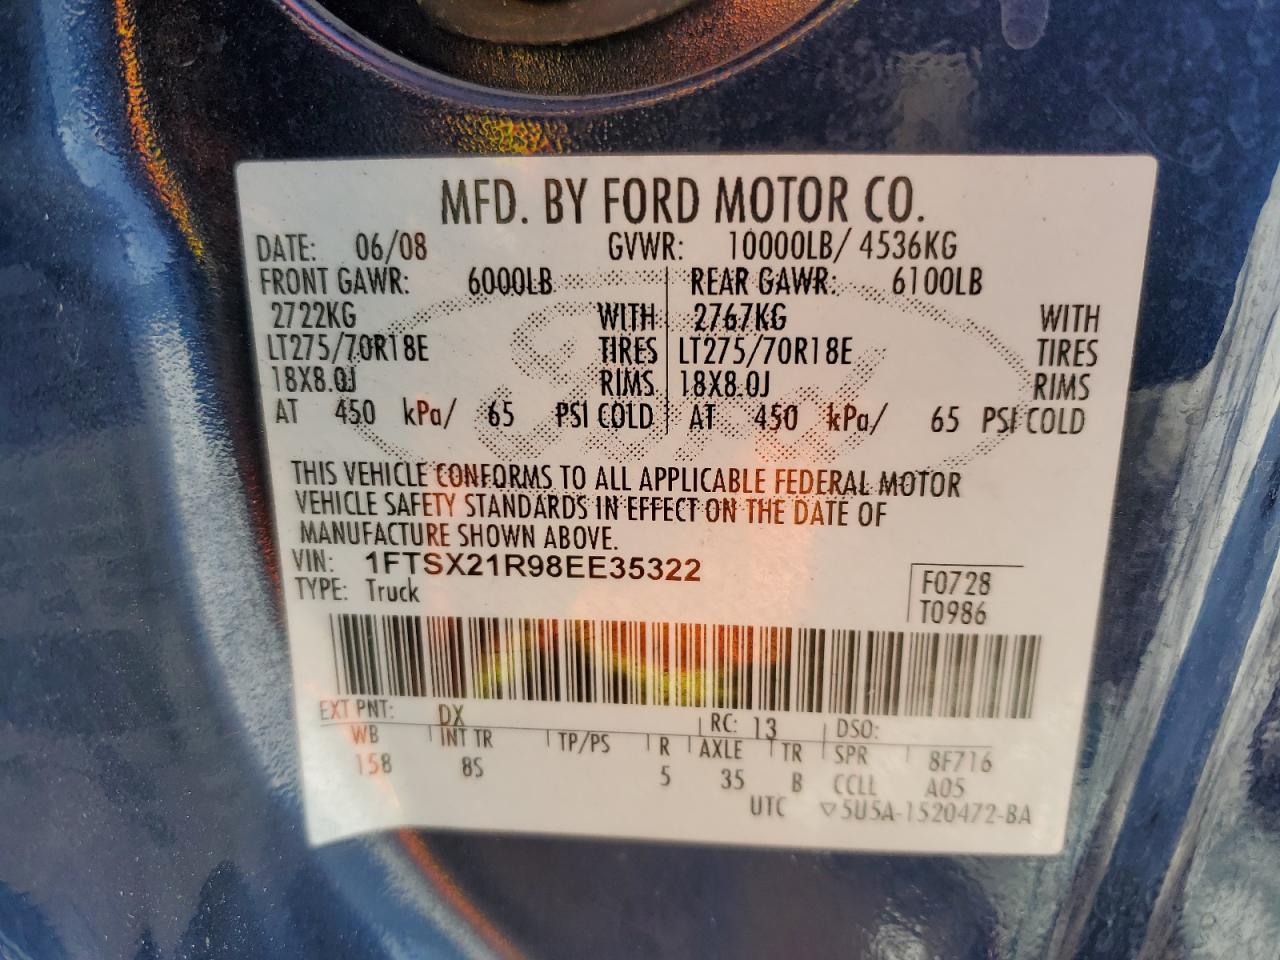 MFD. BY FORD MOTOR CO.
DATE: 06/08 GVWR: 10000LB/ 4536KG
FRONT GAWR: 6000LB REAR GAWR: 6100LB
2722KG WITH 2767KG WITH
LT275/70R18E TIRES LT275/70R18E TIRES
18X8.0J RIMS 18X8.0J RIMS
AT 450 kPa/ 65 PSI COLD AT 450 kPa/ 65 PSI COLD
THIS VEHICLE CONFORMS TO ALL APPLICABLE FEDERAL MOTOR
VEHICLE SAFETY STANDARDS IN EFFECT ON THE DATE OF
MANUFACTURE SHOWN ABOVE.
VIN: 1FTSX21R98EE35322
TYPE: Truck
F0728
T0986
EXT PNT: DX RC: 13 DSO:
WB INT TR TP/PS R AXLE TR SPR 8F716
158 8S 5 35 B CCLL A05
UTC ▽5U5A-1520472-BA